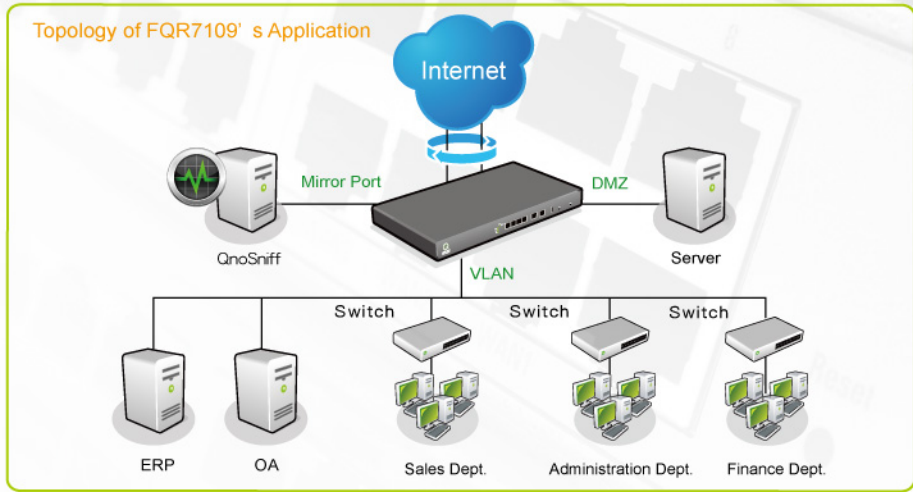 Topology of FQR7109' s Application
Internet
Mirror Port
DMZ
QnoSniff
Server
VLAN
Switch
Switch
Switch
ERP
OA
Sales Dept.
Administration Dept.
Finance Dept.
Reset